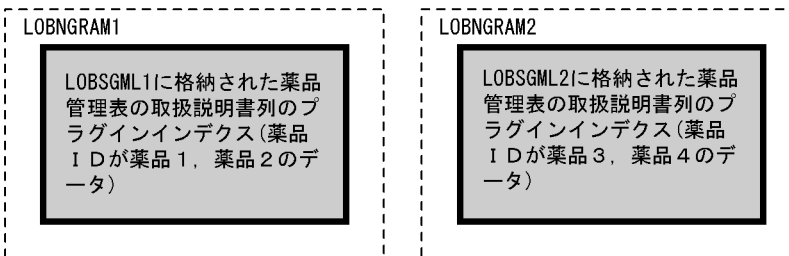 LOBNGRAM1
LOBSGML1に格納された薬品
管理表の取扱説明書列のプ
ラグインインデクス(薬品
ＩＤが薬品１，薬品２のデ
ータ)
LOBNGRAM2
LOBSGML2に格納された薬品
管理表の取扱説明書列のプ
ラグインインデクス(薬品
ＩＤが薬品３，薬品４のデ
ータ)